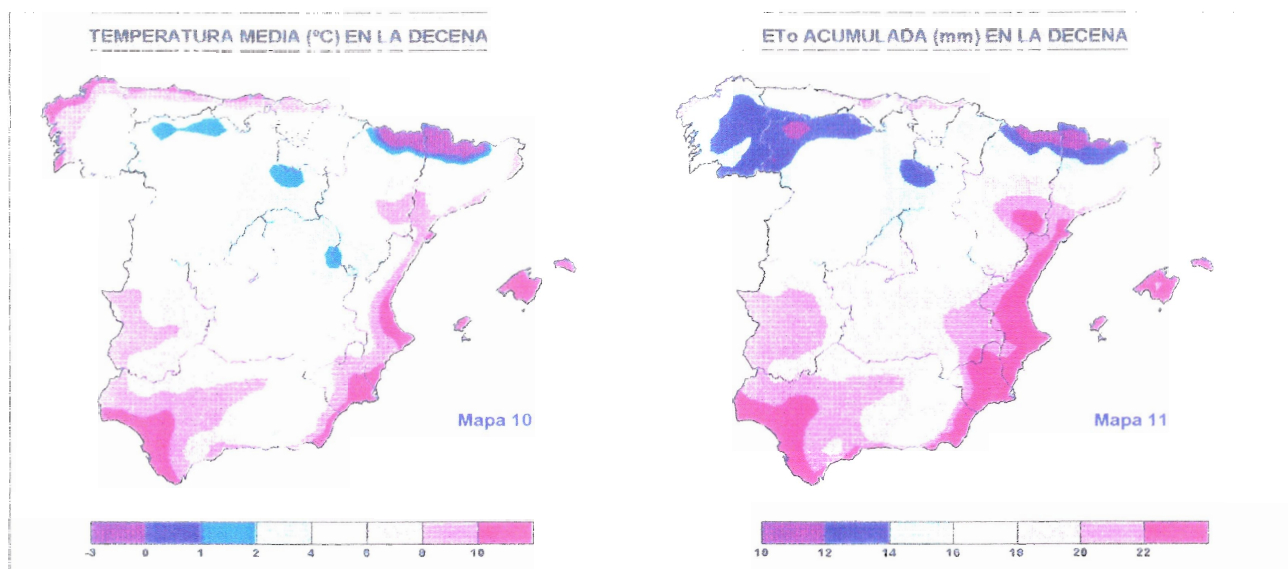 TEMPERATURA MEDIA (ºC) EN LA DECENA
Mapa 10
-3 0 1 2 4 6 8 10
ETo ACUMULADA (mm) EN LA DECENA
Mapa 11
10 12 14 16 18 20 22